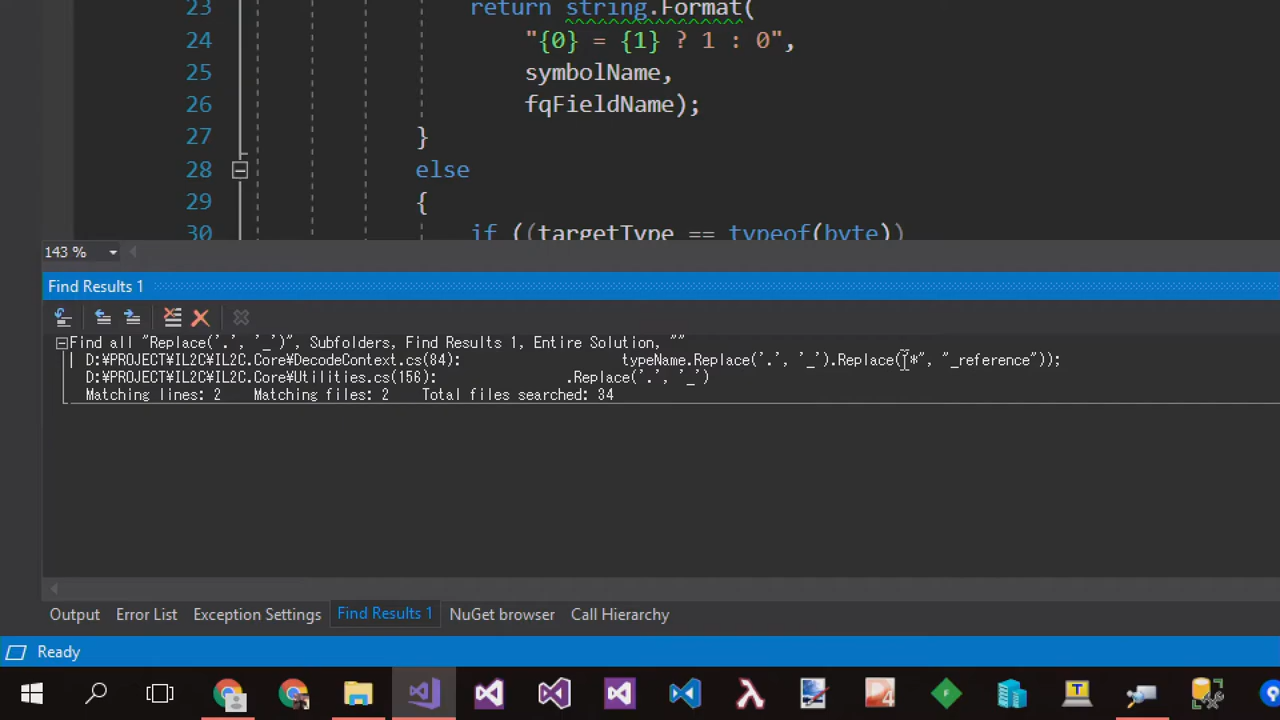 23 return string.Format(
24 "{0} = {1} ? 1 : 0",
25 symbolName,
26 fqFieldName);
27 }
28 else
29 {
30 if ((targetType == typeof(byte))
143 %
Find Results 1
Find all "Replace('.', '_')", Subfolders, Find Results 1, Entire Solution, ""
D:¥PROJECT¥IL2C¥IL2C.Core¥DecodeContext.cs(84): typeName.Replace('.', '_').Replace("*", "_reference"));
D:¥PROJECT¥IL2C¥IL2C.Core¥Utilities.cs(156): .Replace('.', '_')
Matching lines: 2 Matching files: 2 Total files searched: 34
Output Error List Exception Settings Find Results 1 NuGet browser Call Hierarchy
Ready